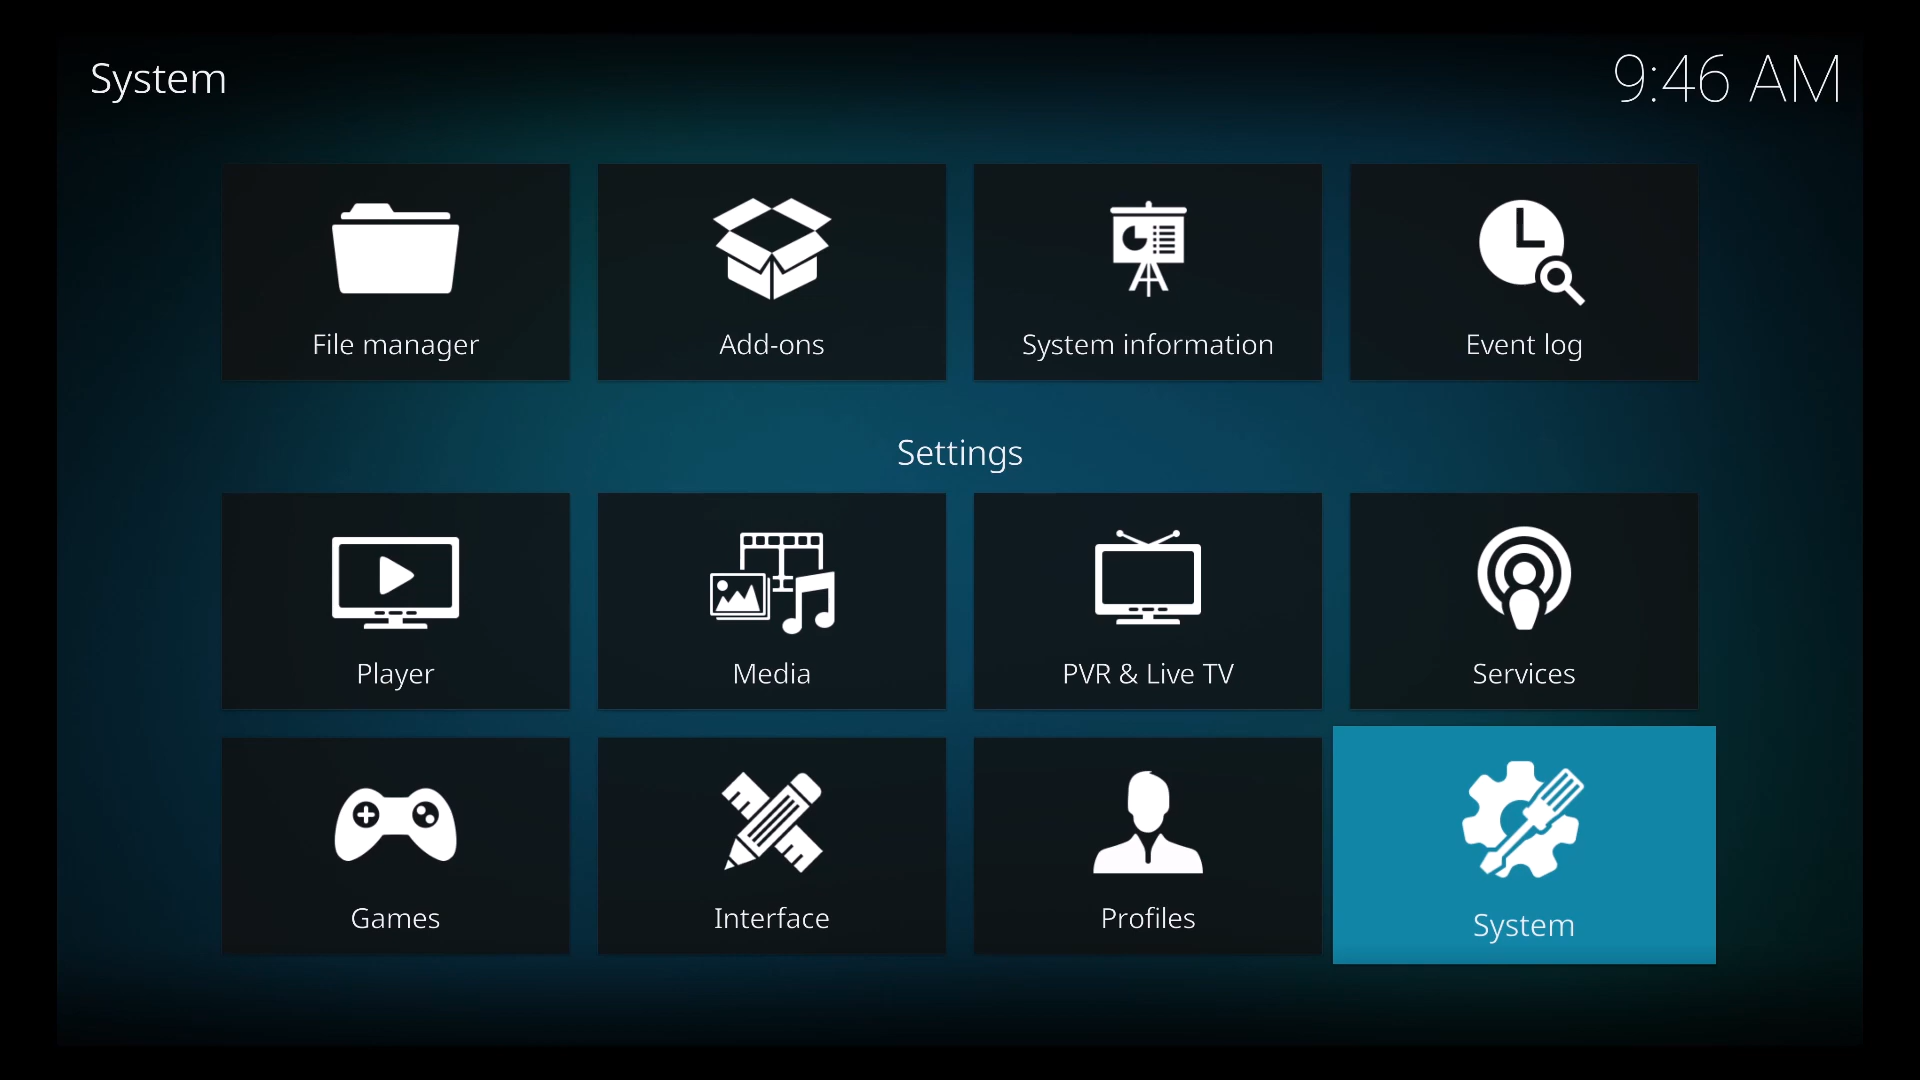 System
9:46 AM
File manager
Add-ons
System information
Event log
Settings
Player
Media
PVR & Live TV
Services
Games
Interface
Profiles
System